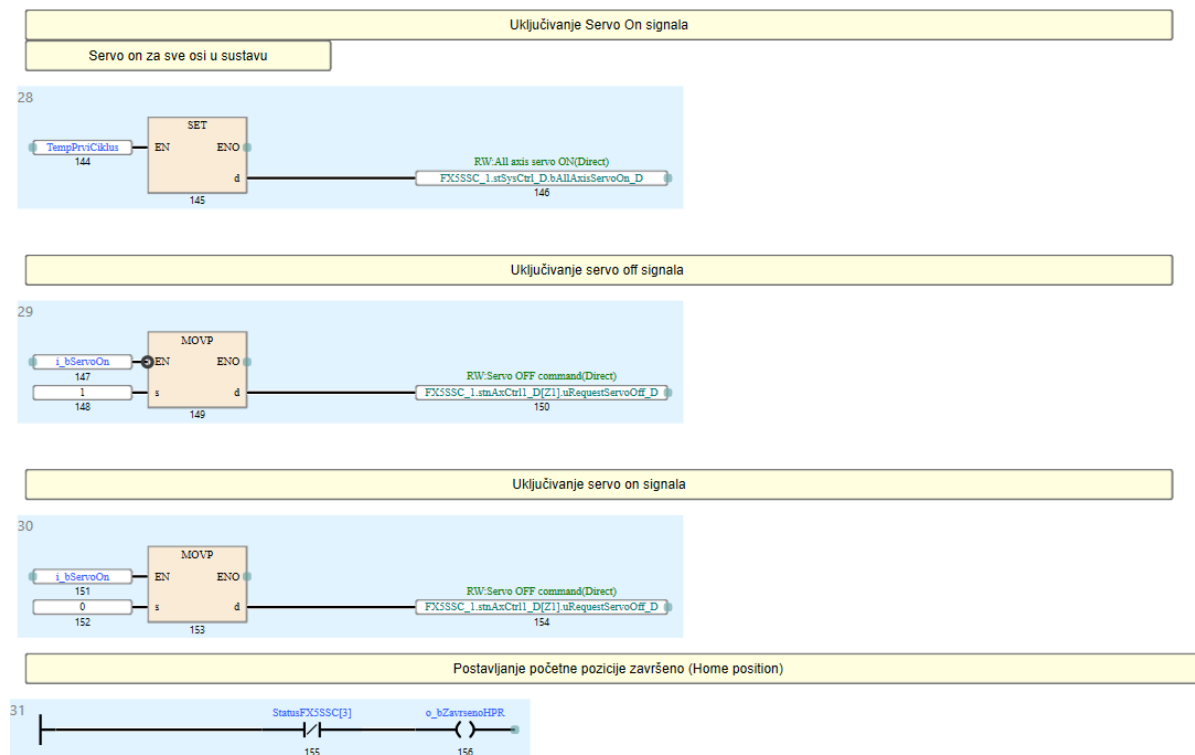 Uključivanje Servo On signala
Servo on za sve osi u sustavu
28
SET
TempPrviCiklus EN ENO
144
RW:All axis servo ON(Direct)
d FX5SSC_1.stSysCtrl_D.bAllAxisServoOn_D
145
146
Uključivanje servo off signala
29
MOVP
i_bServoOn EN ENO
147
RW:Servo OFF command(Direct)
1 s d FX5SSC_1.stnAxCtrl1_D[Z1].uRequestServoOff_D
148
149
150
Uključivanje servo on signala
30
MOVP
i_bServoOn EN ENO
151
RW:Servo OFF command(Direct)
0 s d FX5SSC_1.stnAxCtrl1_D[Z1].uRequestServoOff_D
152
153
154
Postavljanje početne pozicije završeno (Home position)
31
StatusFX5SSC[3] o_bZavrsenoHPR
155 156